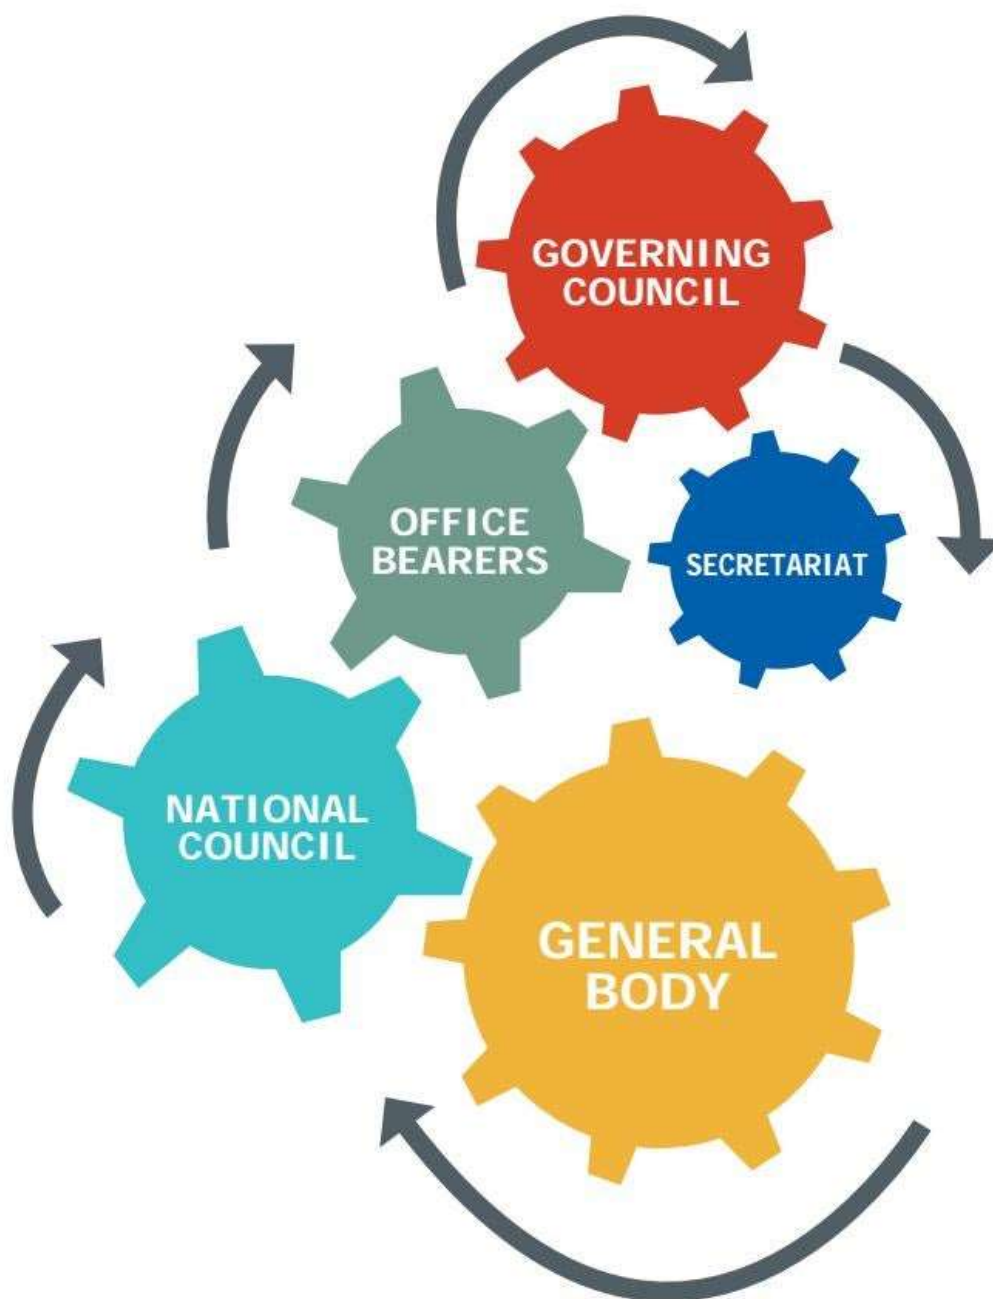 GOVERNING
COUNCIL
OFFICE
BEARERS
SECRETARIAT
NATIONAL
COUNCIL
GENERAL
BODY